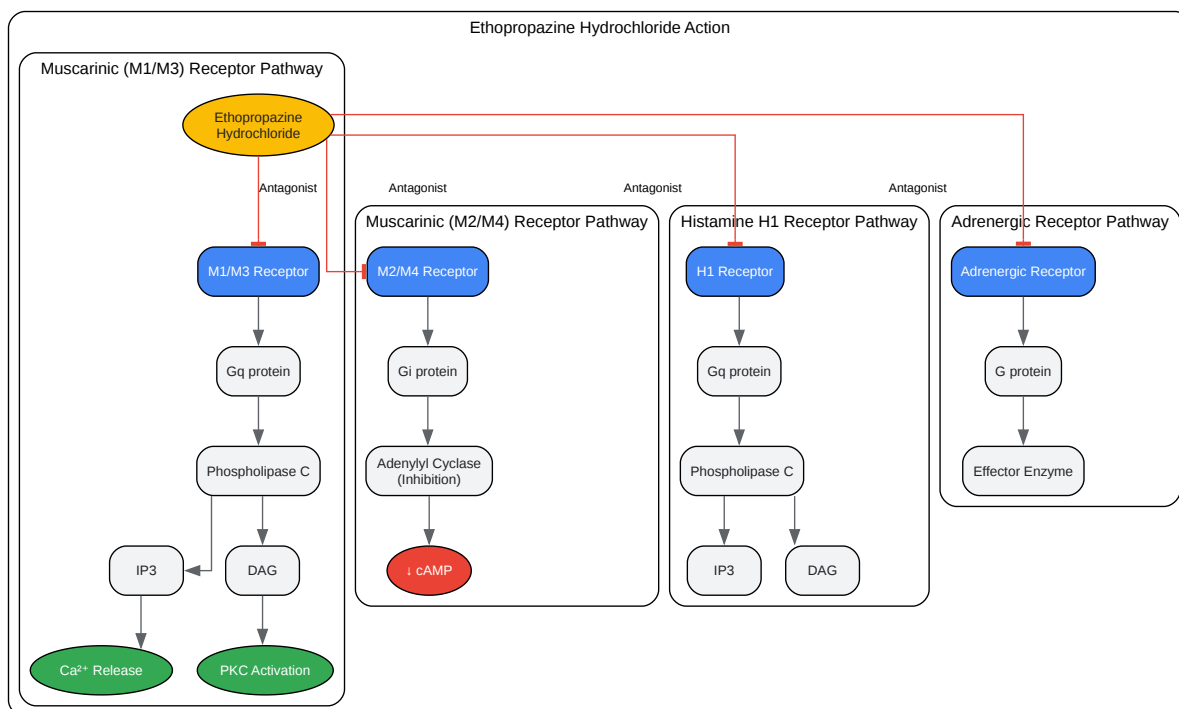 Ethopropazine Hydrochloride Action
Muscarinic (M1/M3) Receptor Pathway
Ethopropazine
Hydrochloride
Antagonist
Antagonist
Antagonist
Antagonist
Muscarinic (M2/M4) Receptor Pathway
Histamine H1 Receptor Pathway
Adrenergic Receptor Pathway
M1/M3 Receptor
M2/M4 Receptor
H1 Receptor
Adrenergic Receptor
Gq protein
Gi protein
Gq protein
G protein
Phospholipase C
Adenylyl Cyclase
(Inhibition)
Phospholipase C
Effector Enzyme
IP3
DAG
↓ cAMP
IP3
DAG
Ca²⁺ Release
PKC Activation